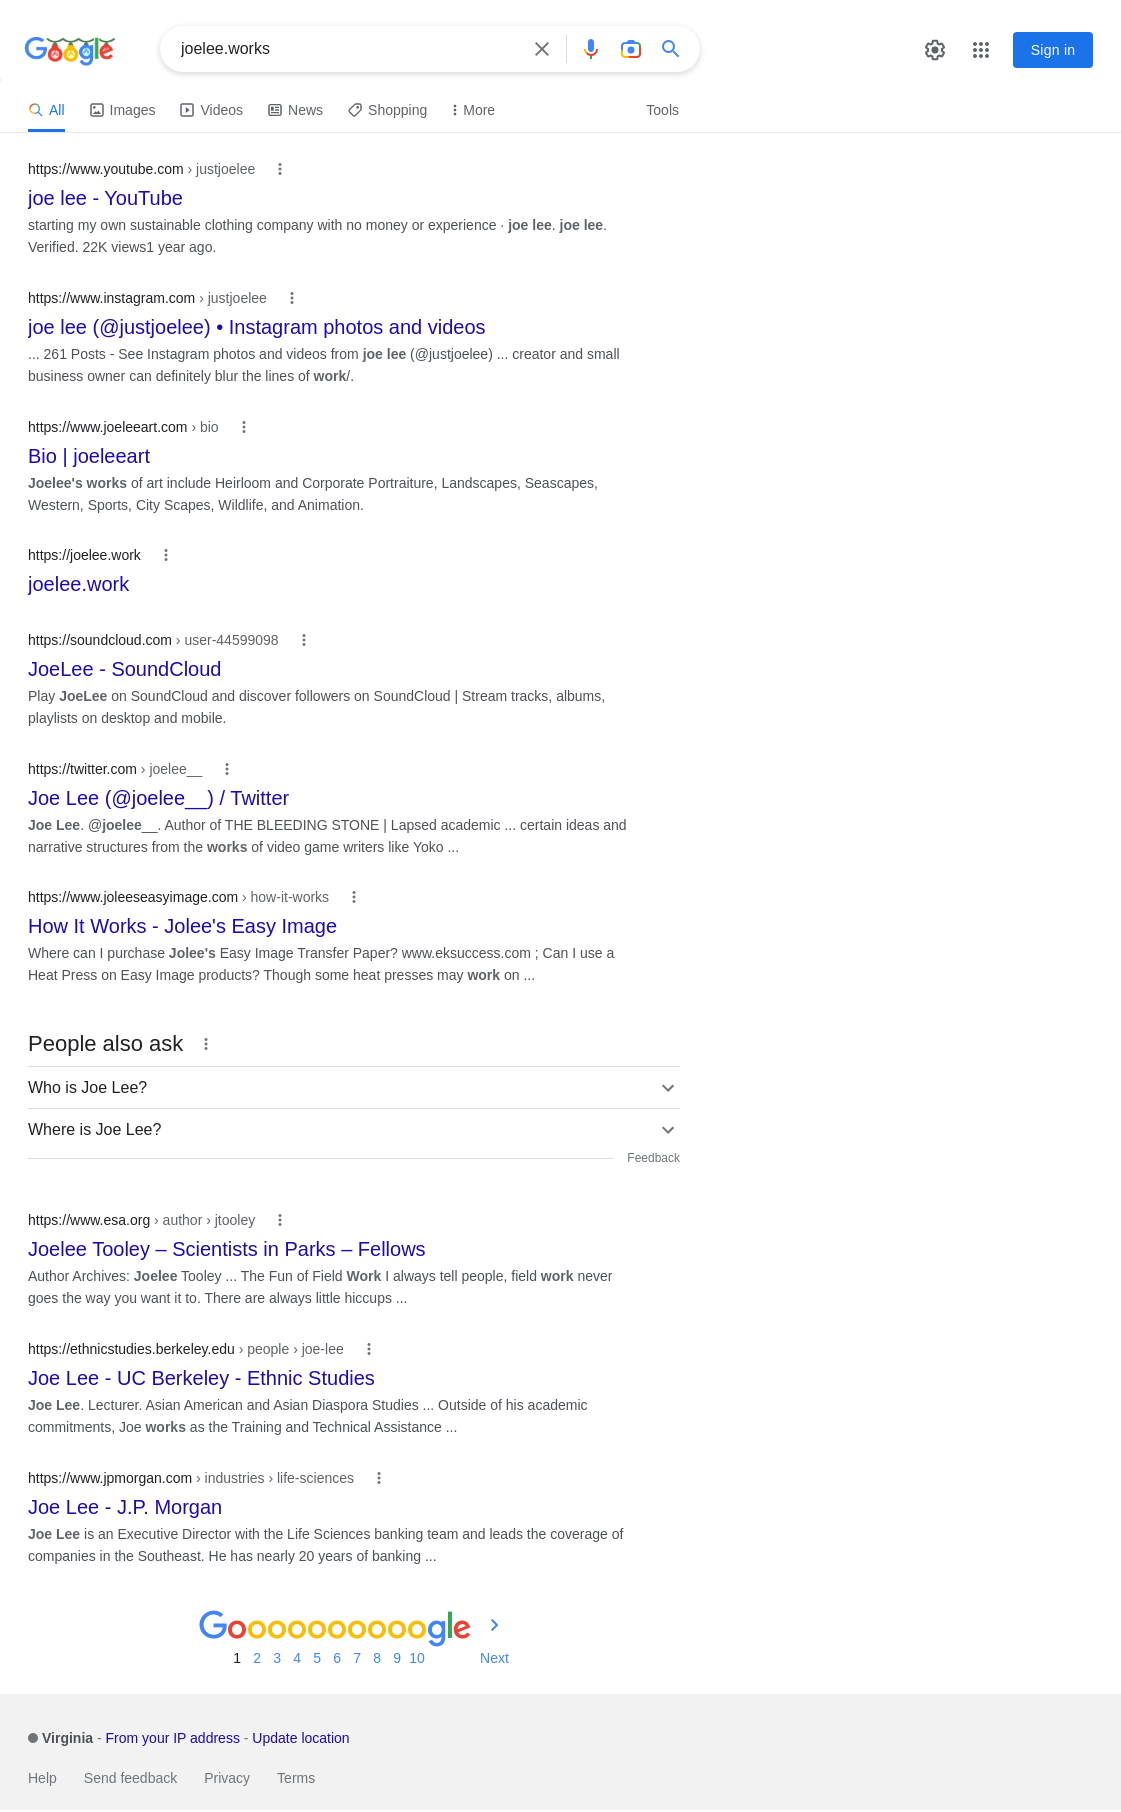 Google
joelee.works
Sign in
All Images Videos News Shopping More Tools
https://www.youtube.com › justjoelee
joe lee - YouTube
starting my own sustainable clothing company with no money or experience · joe lee. joe lee.
Verified. 22K views1 year ago.
https://www.instagram.com › justjoelee
joe lee (@justjoelee) • Instagram photos and videos
... 261 Posts - See Instagram photos and videos from joe lee (@justjoelee) ... creator and small
business owner can definitely blur the lines of work/.
https://www.joeleeart.com › bio
Bio | joeleeart
Joelee's works of art include Heirloom and Corporate Portraiture, Landscapes, Seascapes,
Western, Sports, City Scapes, Wildlife, and Animation.
https://joelee.work
joelee.work
https://soundcloud.com › user-44599098
JoeLee - SoundCloud
Play JoeLee on SoundCloud and discover followers on SoundCloud | Stream tracks, albums,
playlists on desktop and mobile.
https://twitter.com › joelee__
Joe Lee (@joelee__) / Twitter
Joe Lee. @joelee__. Author of THE BLEEDING STONE | Lapsed academic ... certain ideas and
narrative structures from the works of video game writers like Yoko ...
https://www.joleeseasyimage.com › how-it-works
How It Works - Jolee's Easy Image
Where can I purchase Jolee's Easy Image Transfer Paper? www.eksuccess.com ; Can I use a
Heat Press on Easy Image products? Though some heat presses may work on ...
People also ask
Who is Joe Lee?
Where is Joe Lee?
Feedback
https://www.esa.org › author › jtooley
Joelee Tooley – Scientists in Parks – Fellows
Author Archives: Joelee Tooley ... The Fun of Field Work I always tell people, field work never
goes the way you want it to. There are always little hiccups ...
https://ethnicstudies.berkeley.edu › people › joe-lee
Joe Lee - UC Berkeley - Ethnic Studies
Joe Lee. Lecturer. Asian American and Asian Diaspora Studies ... Outside of his academic
commitments, Joe works as the Training and Technical Assistance ...
https://www.jpmorgan.com › industries › life-sciences
Joe Lee - J.P. Morgan
Joe Lee is an Executive Director with the Life Sciences banking team and leads the coverage of
companies in the Southeast. He has nearly 20 years of banking ...
Goooooooooogle
1 2 3 4 5 6 7 8 9 10 Next
Virginia - From your IP address - Update location
Help Send feedback Privacy Terms